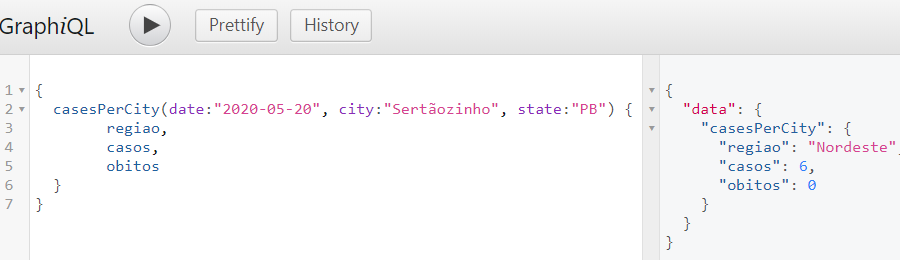 GraphiQL Prettify History
1 {
2 casesPerCity(date:"2020-05-20", city:"Sertãozinho", state:"PB") {
3 regiao,
4 casos,
5 obitos
6 }
7 }
{
"data": {
"casesPerCity": {
"regiao": "Nordeste",
"casos": 6,
"obitos": 0
}
}
}